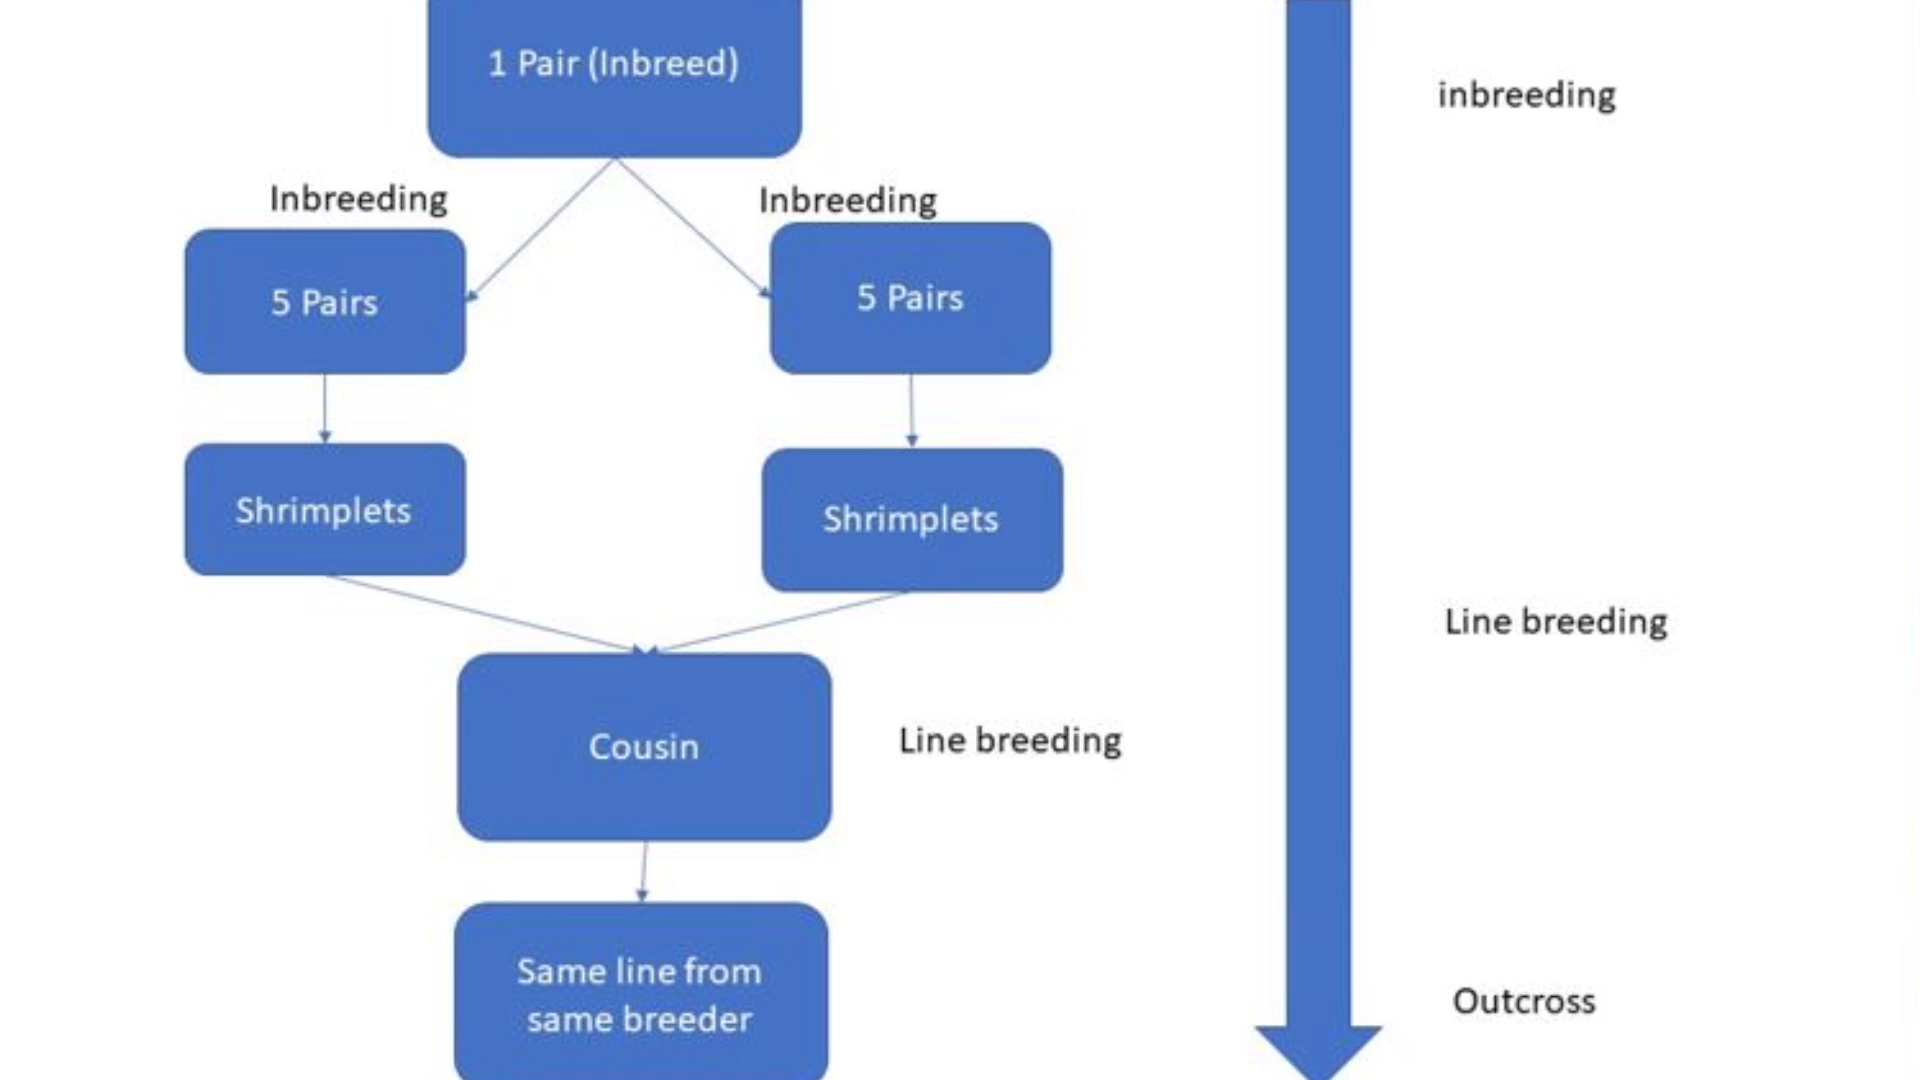 1 Pair (Inbreed)
inbreeding
Inbreeding
Inbreeding
5 Pairs
5 Pairs
Shrimplets
Shrimplets
Line breeding
Cousin
Line breeding
Same line from
same breeder
Outcross